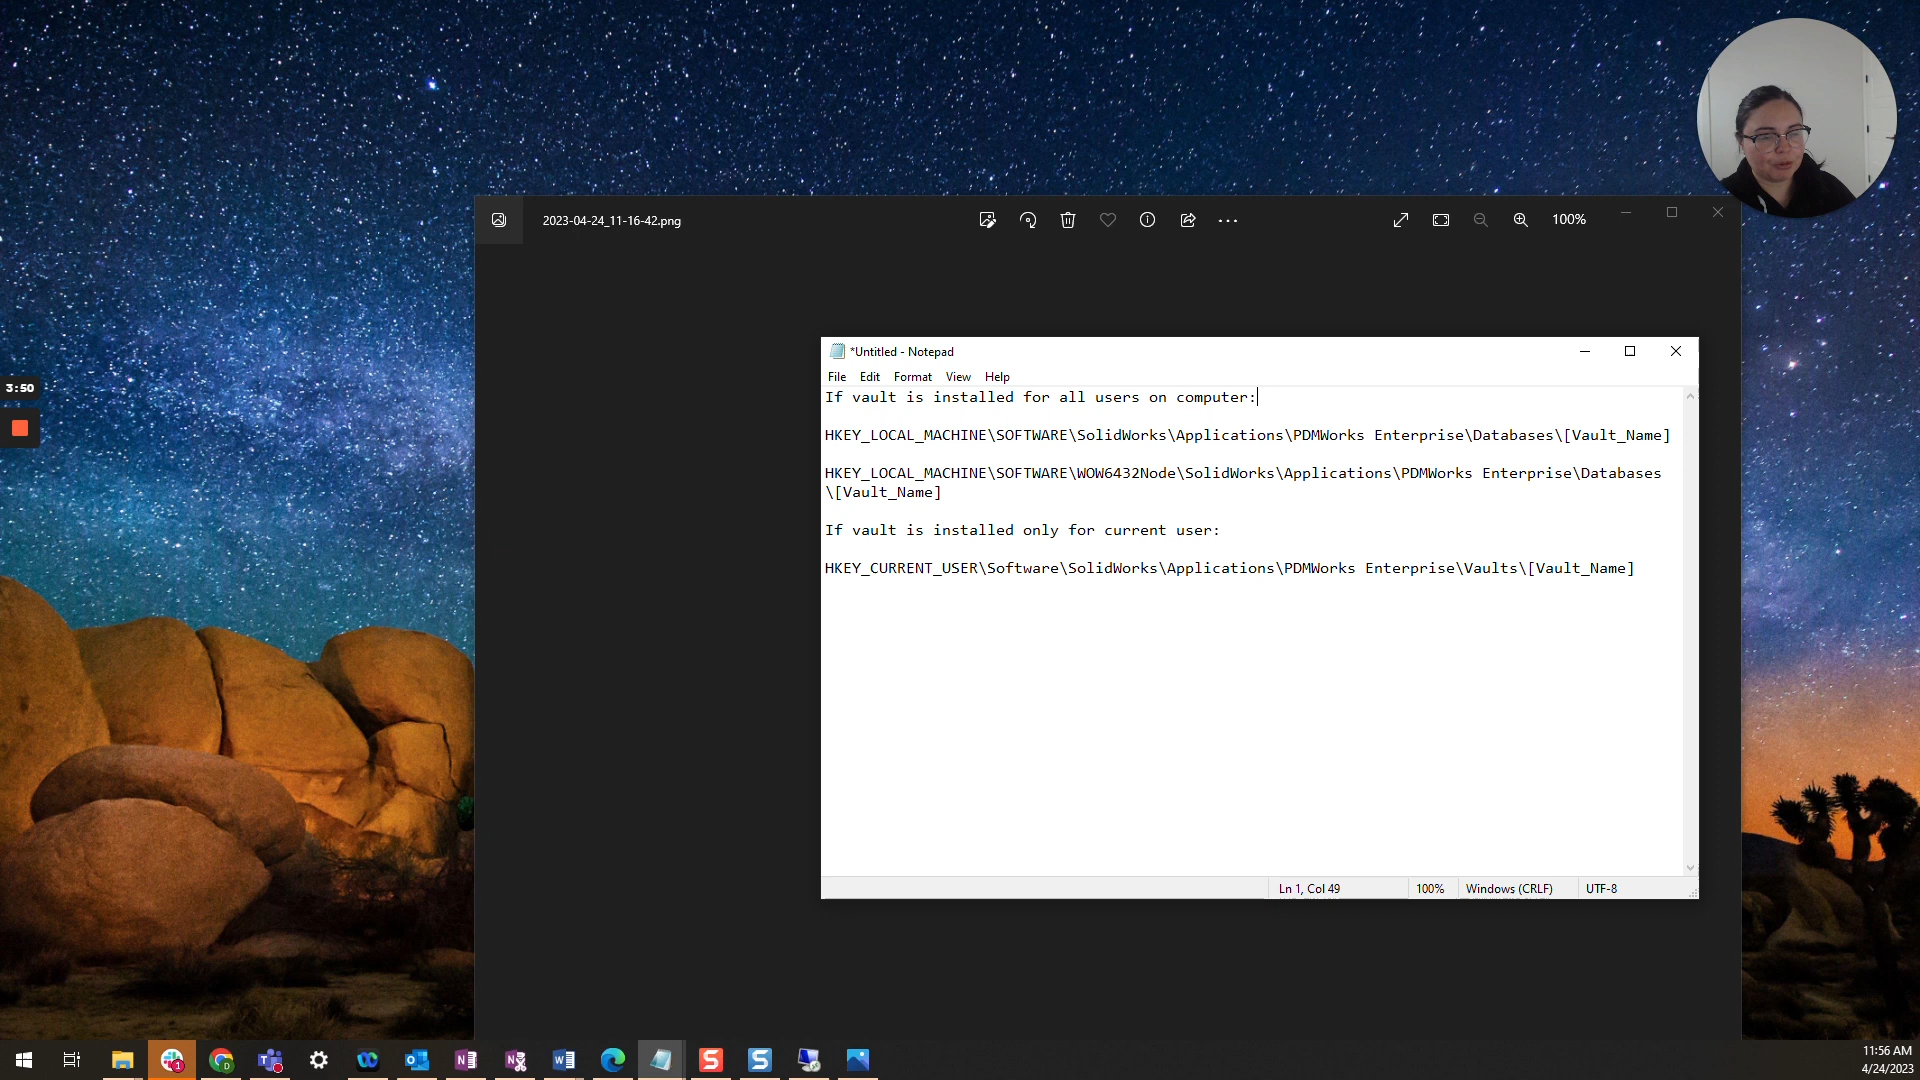 2023-04-24_11-16-42.png
100%
3:50
*Untitled - Notepad
File Edit Format View Help
If vault is installed for all users on computer:
HKEY_LOCAL_MACHINE\SOFTWARE\SolidWorks\Applications\PDMWorks Enterprise\Databases\[Vault_Name]
HKEY_LOCAL_MACHINE\SOFTWARE\WOW6432Node\SolidWorks\Applications\PDMWorks Enterprise\Databases
\[Vault_Name]
If vault is installed only for current user:
HKEY_CURRENT_USER\Software\SolidWorks\Applications\PDMWorks Enterprise\Vaults\[Vault_Name]
Ln 1, Col 49 100% Windows (CRLF) UTF-8
11:56 AM
4/24/2023